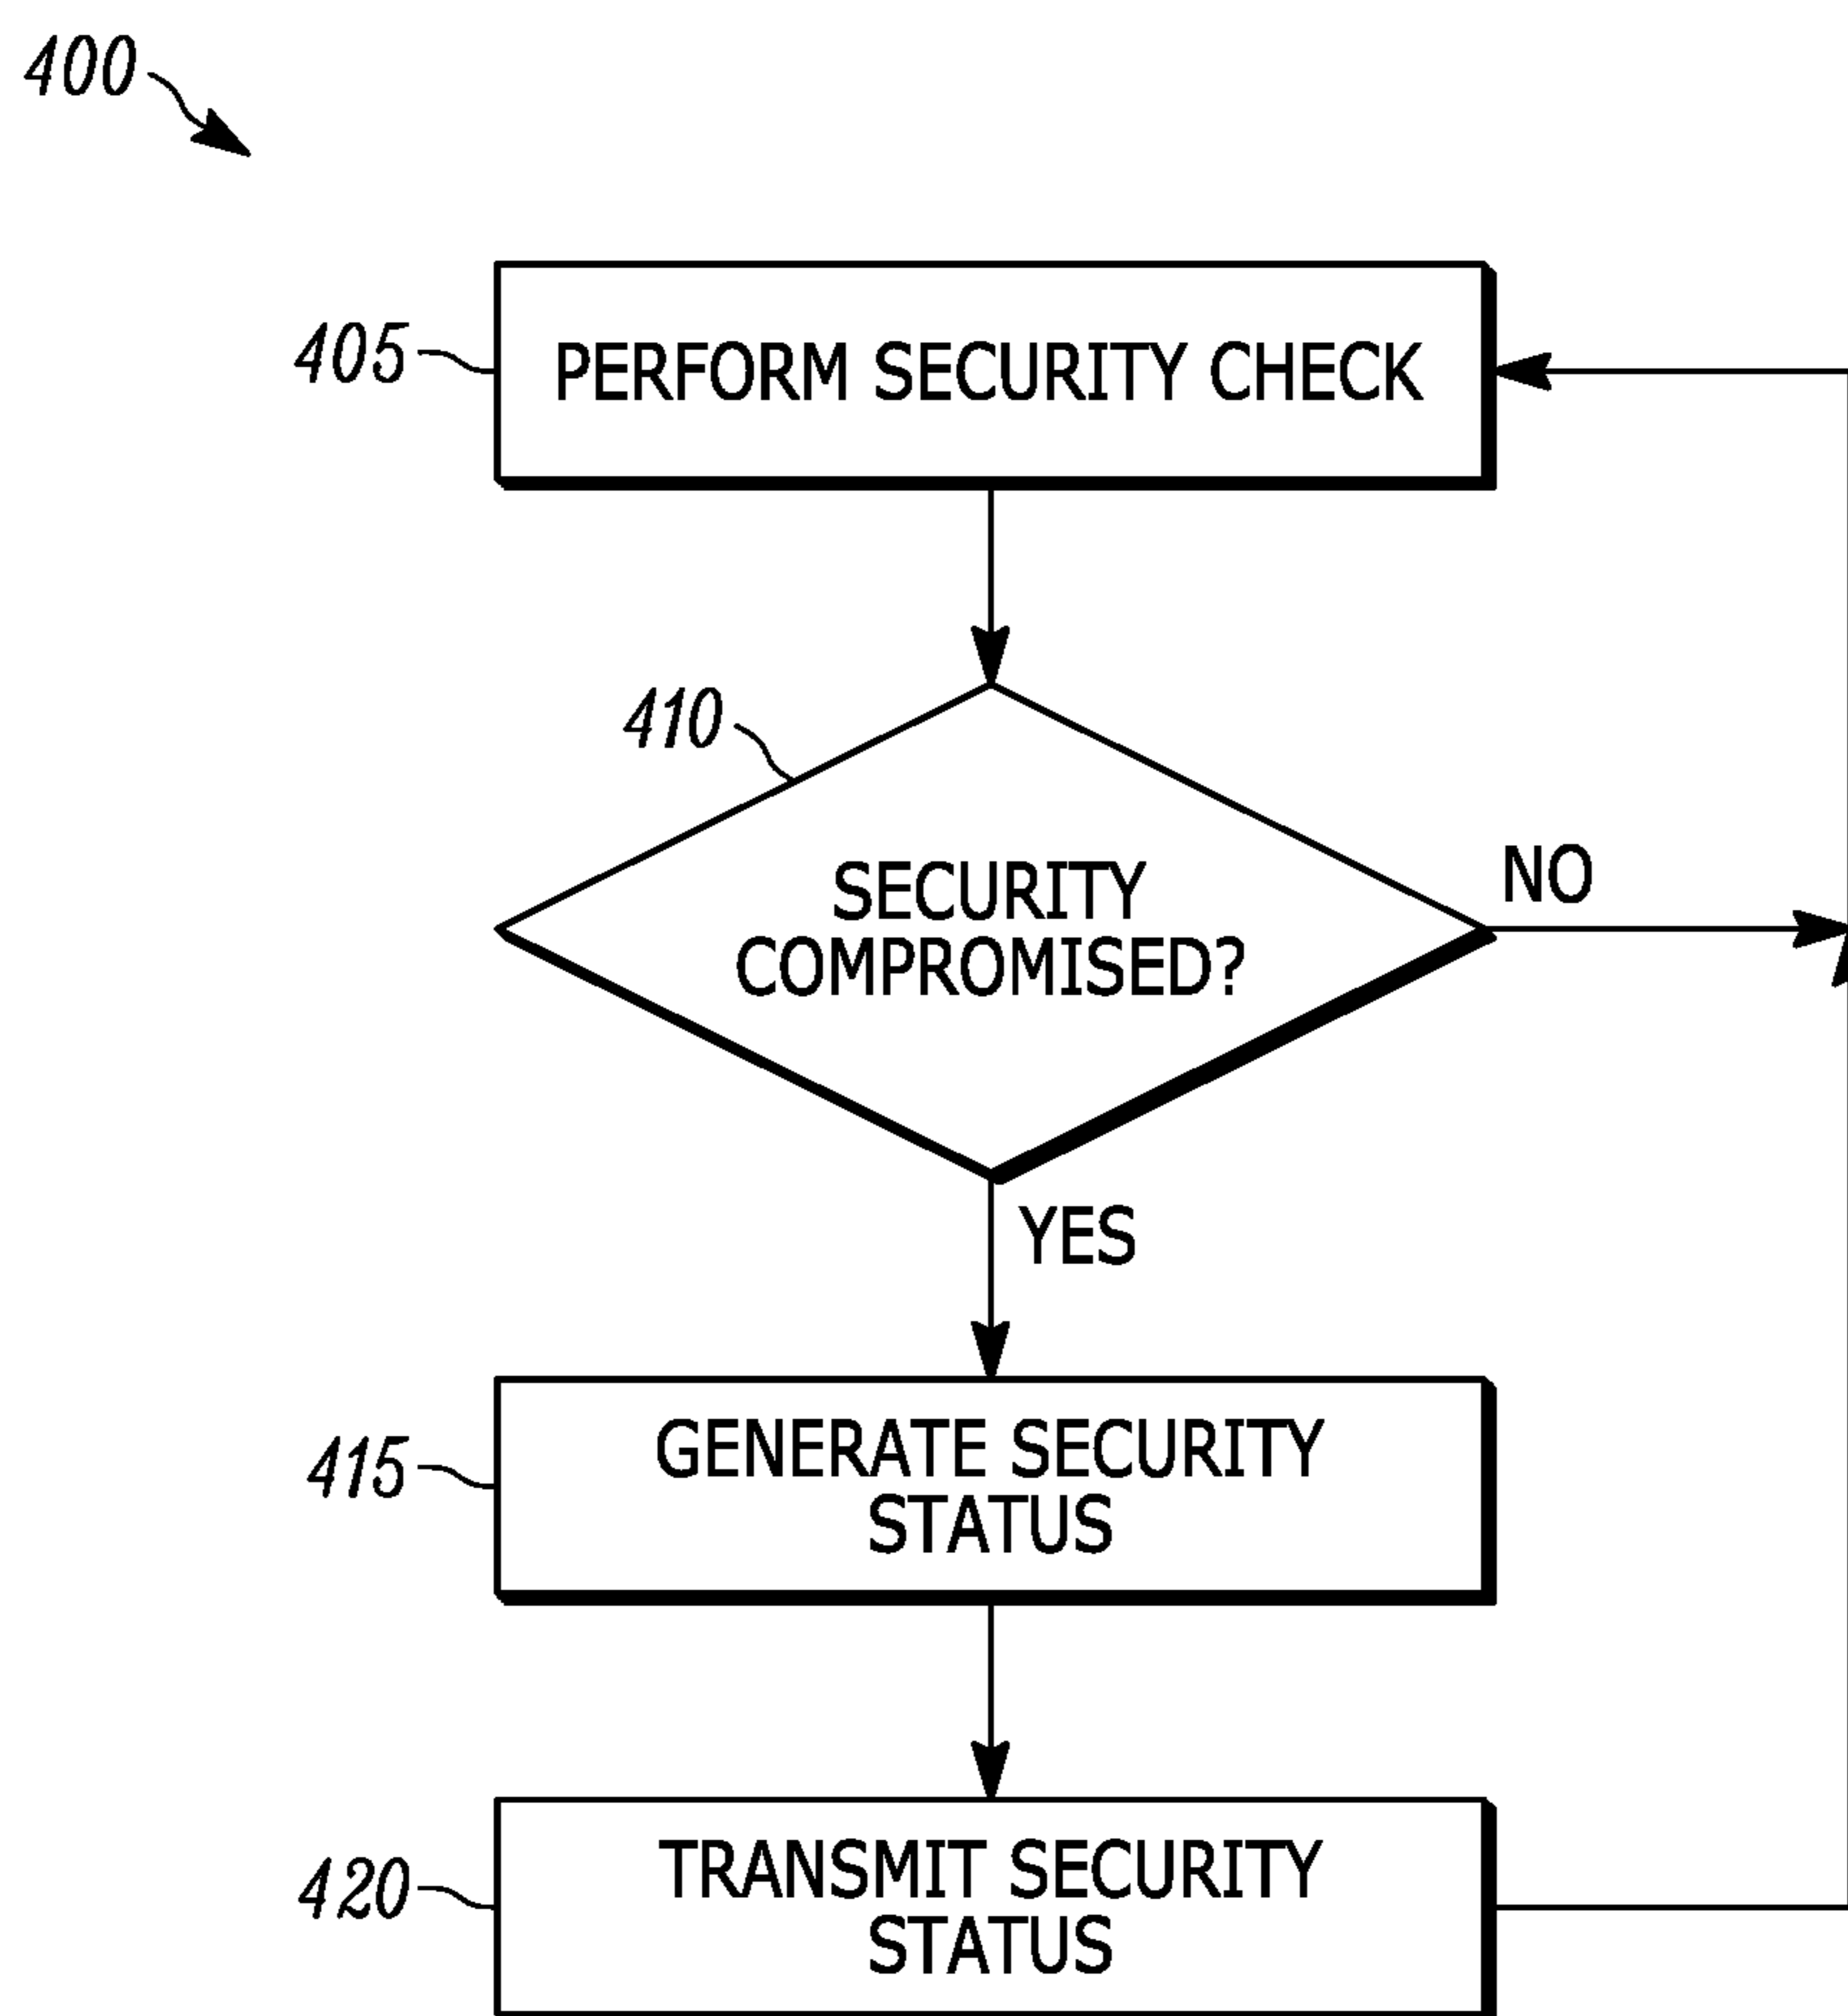 400
405
PERFORM SECURITY CHECK
410
SECURITY
COMPROMISED?
NO
YES
415
GENERATE SECURITY
STATUS
420
TRANSMIT SECURITY
STATUS